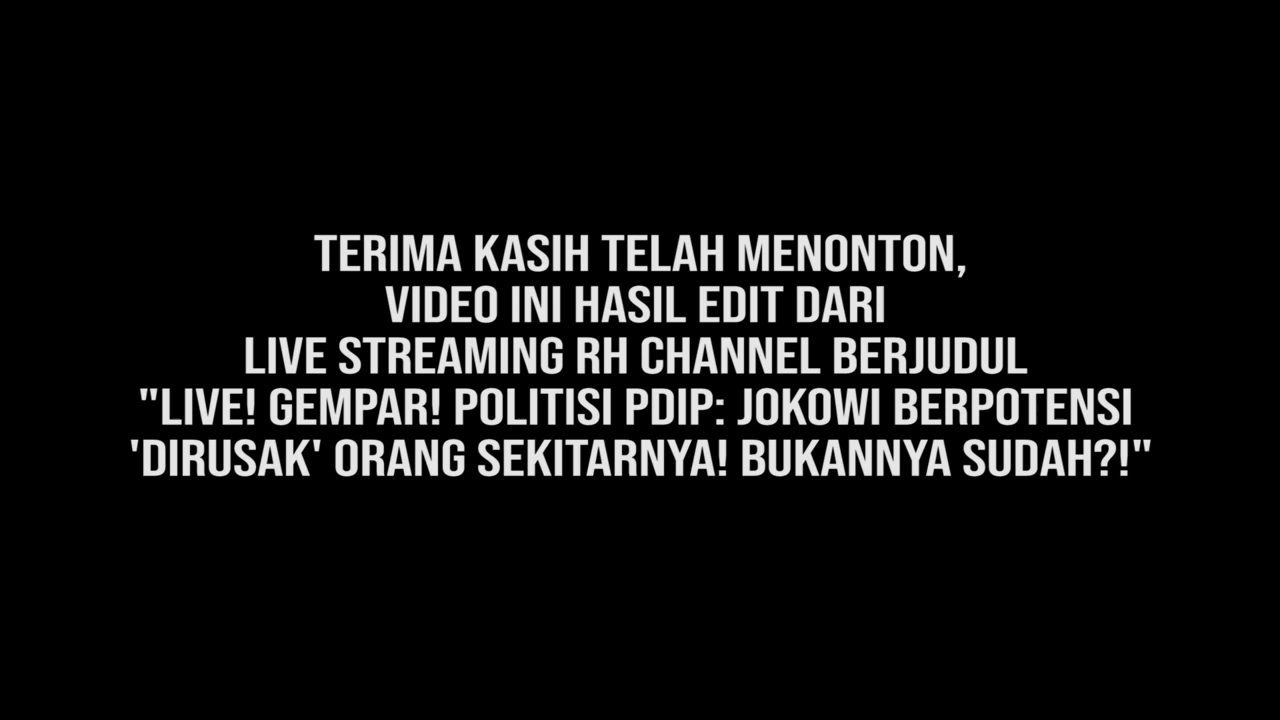 TERIMA KASIH TELAH MENONTON,
VIDEO INI HASIL EDIT DARI
LIVE STREAMING RH CHANNEL BERJUDUL
"LIVE! GEMPAR! POLITISI PDIP: JOKOWI BERPOTENSI
'DIRUSAK' ORANG SEKITARNYA! BUKANNYA SUDAH?!"